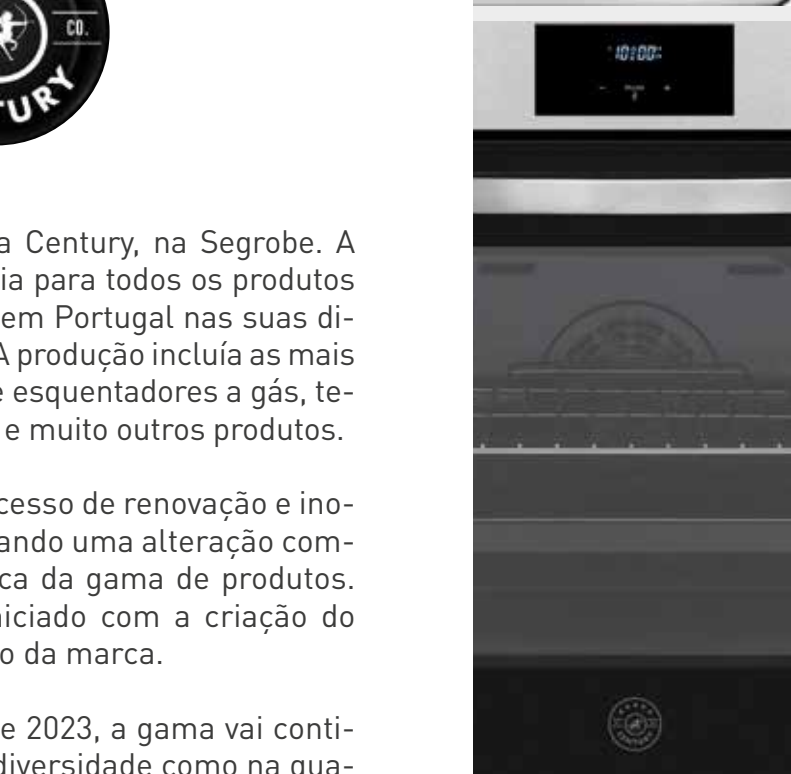 CO.
TURY
10:00
a Century, na Segrobe. A
ia para todos os produtos
em Portugal nas suas di-
A produção incluía as mais
e esquentadores a gás, te-
e muito outros produtos.
cesso de renovação e ino-
ando uma alteração com-
ca da gama de produtos.
niciado com a criação do
o da marca.
e 2023, a gama vai conti-
diversidade como na qua-
CENTURY